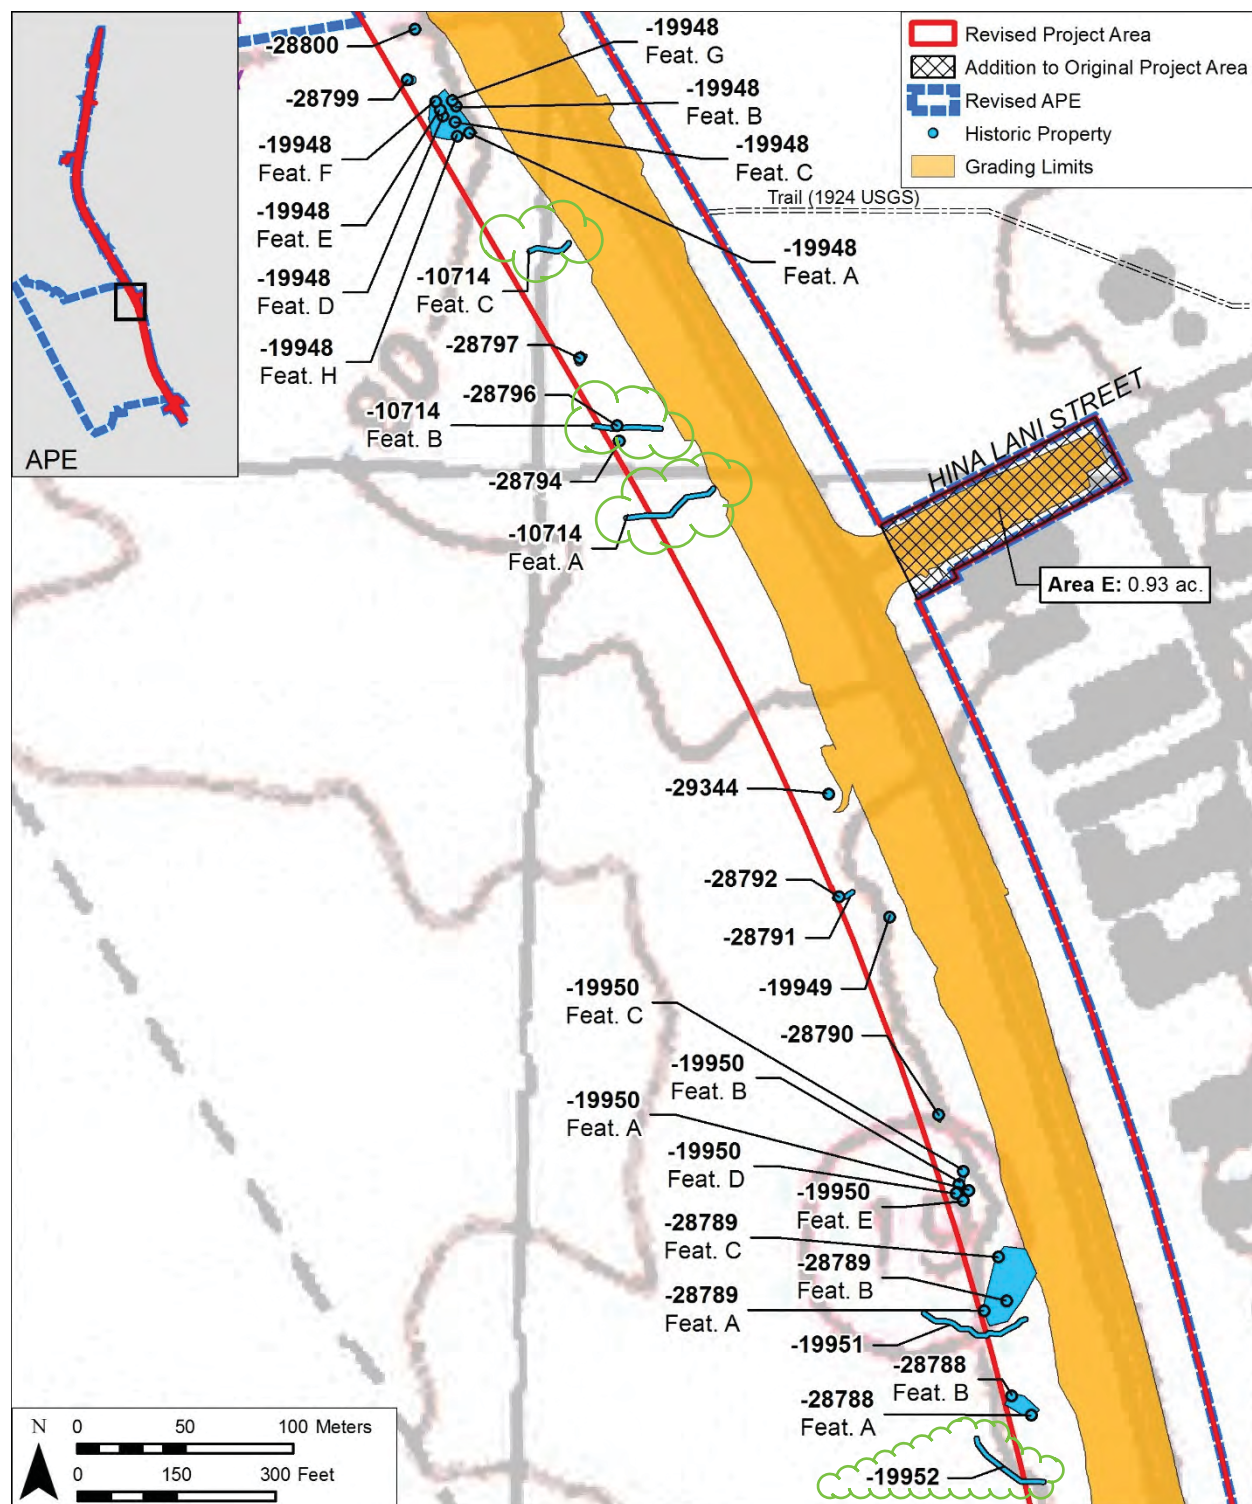 -28800
-28799
-19948
Feat. G
-19948
Feat. B
-19948
Feat. C
-19948
Feat. A
-19948
Feat. F
-19948
Feat. E
-19948
Feat. D
-19948
Feat. H
Revised Project Area
Addition to Original Project Area
Revised APE
Historic Property
Grading Limits
Trail (1924 USGS)
APE
-10714
Feat. C
-28797
-28796
-10714
Feat. B
-28794
-10714
Feat. A
HINA LANI STREET
Area E: 0.93 ac.
-29344
-28792
-28791
-19949
-19950
Feat. C
-28790
-19950
Feat. B
-19950
Feat. A
-19950
Feat. D
-19950
Feat. E
-28789
Feat. C
-28789
Feat. B
-28789
Feat. A
-19951
-28788
Feat. B
-28788
Feat. A
-19952
N
0 50 100 Meters
0 150 300 Feet